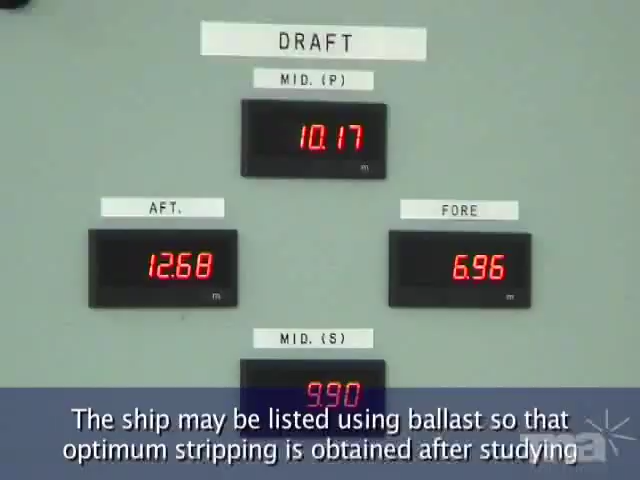 DRAFT
MID. (P)
10.17
m
AFT.
FORE
12.68
6.96
m
m
MID. (S)
9.90
The ship may be listed using ballast so that
optimum stripping is obtained after studying